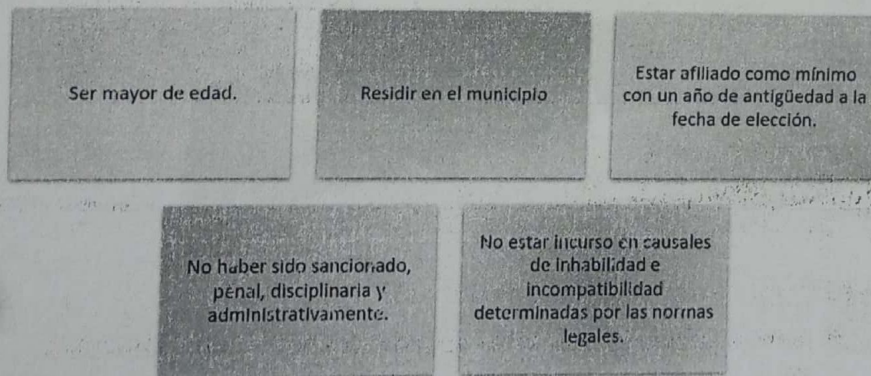 Ser mayor de edad.
Residir en el municipio
Estar afiliado como mínimo
con un año de antigüedad a la
fecha de elección.
No haber sido sancionado,
penal, disciplinaria y
administrativamente.
No estar incurso en causales
de inhabilidad e
incompatibilidad
determinadas por las normas
legales.